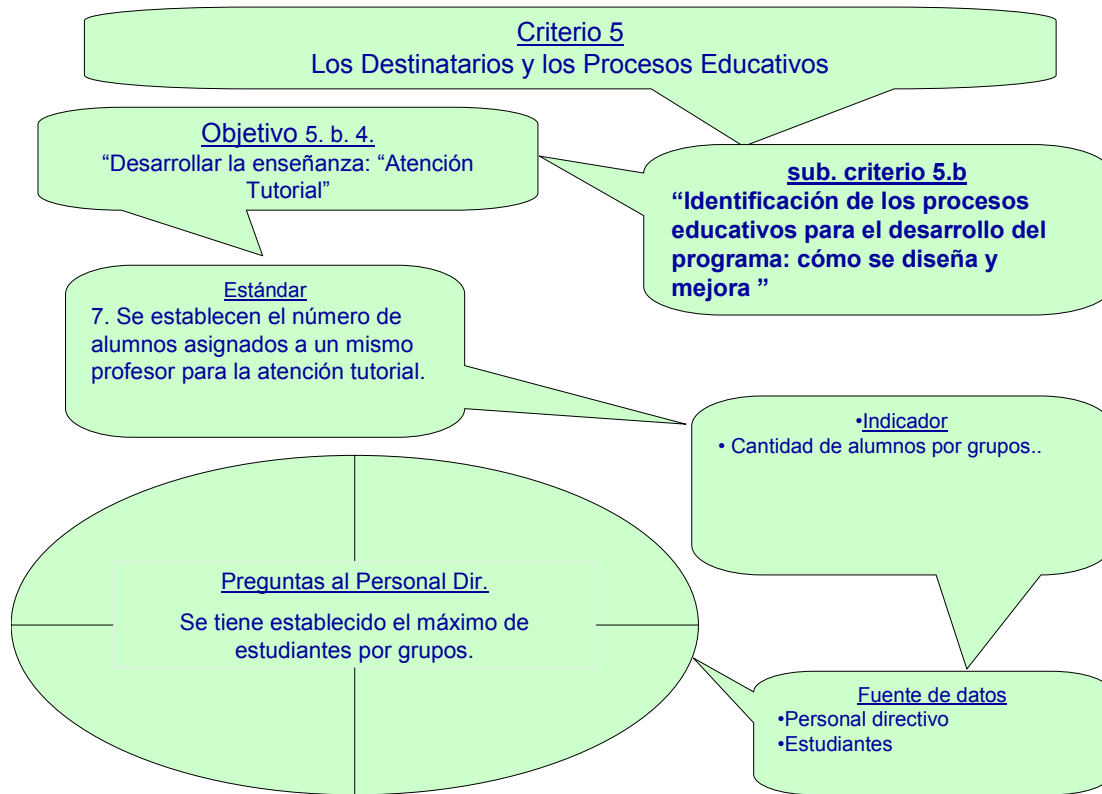 Criterio 5
Los Destinatarios y los Procesos Educativos
Objetivo 5. b. 4.
“Desarrollar la enseñanza: “Atención
Tutorial”
sub. criterio 5.b
“Identificación de los procesos
educativos para el desarrollo del
programa: cómo se diseña y
mejora ”
Estándar
7. Se establecen el número de
alumnos asignados a un mismo
profesor para la atención tutorial.
•Indicador
• Cantidad de alumnos por grupos..
Preguntas al Personal Dir.
Se tiene establecido el máximo de
estudiantes por grupos.
Fuente de datos
•Personal directivo
•Estudiantes